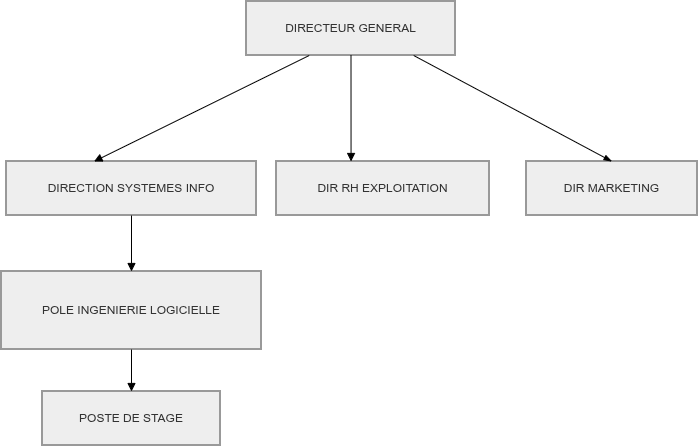 DIRECTEUR GENERAL
DIRECTION SYSTEMES INFO
DIR RH EXPLOITATION
DIR MARKETING
POLE INGENIERIE LOGICIELLE
POSTE DE STAGE